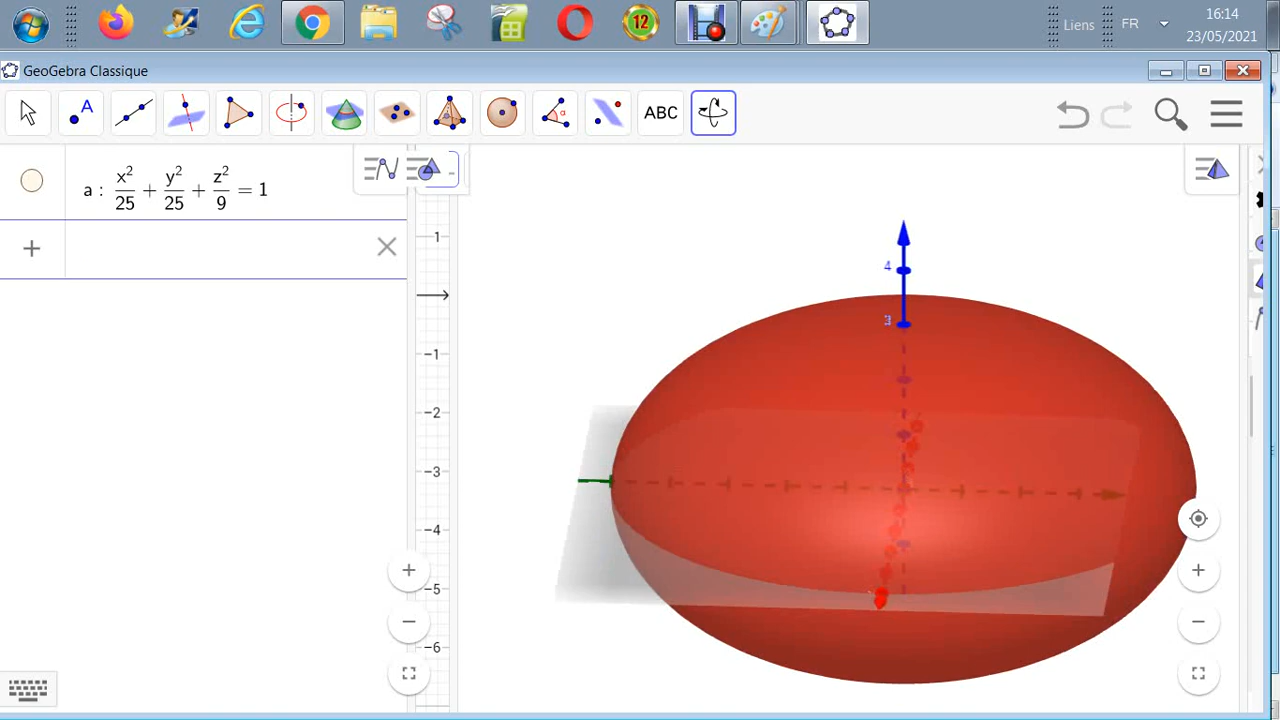 12
Liens
FR
16:14
23/05/2021
GeoGebra Classique
A
α
ABC
a : x²/25 + y²/25 + z²/9 = 1
1
-1
-2
-3
-4
-5
-6
4
3